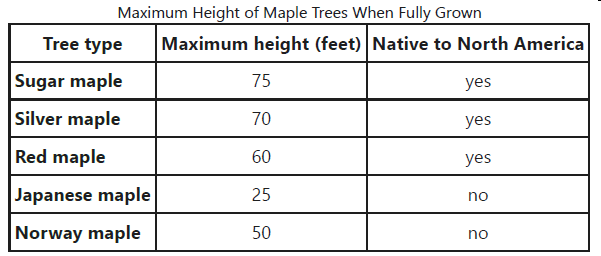 Maximum Height of Maple Trees When Fully Grown
Tree type Maximum height (feet) Native to North America
Sugar maple 75 yes
Silver maple 70 yes
Red maple 60 yes
Japanese maple 25 no
Norway maple 50 no